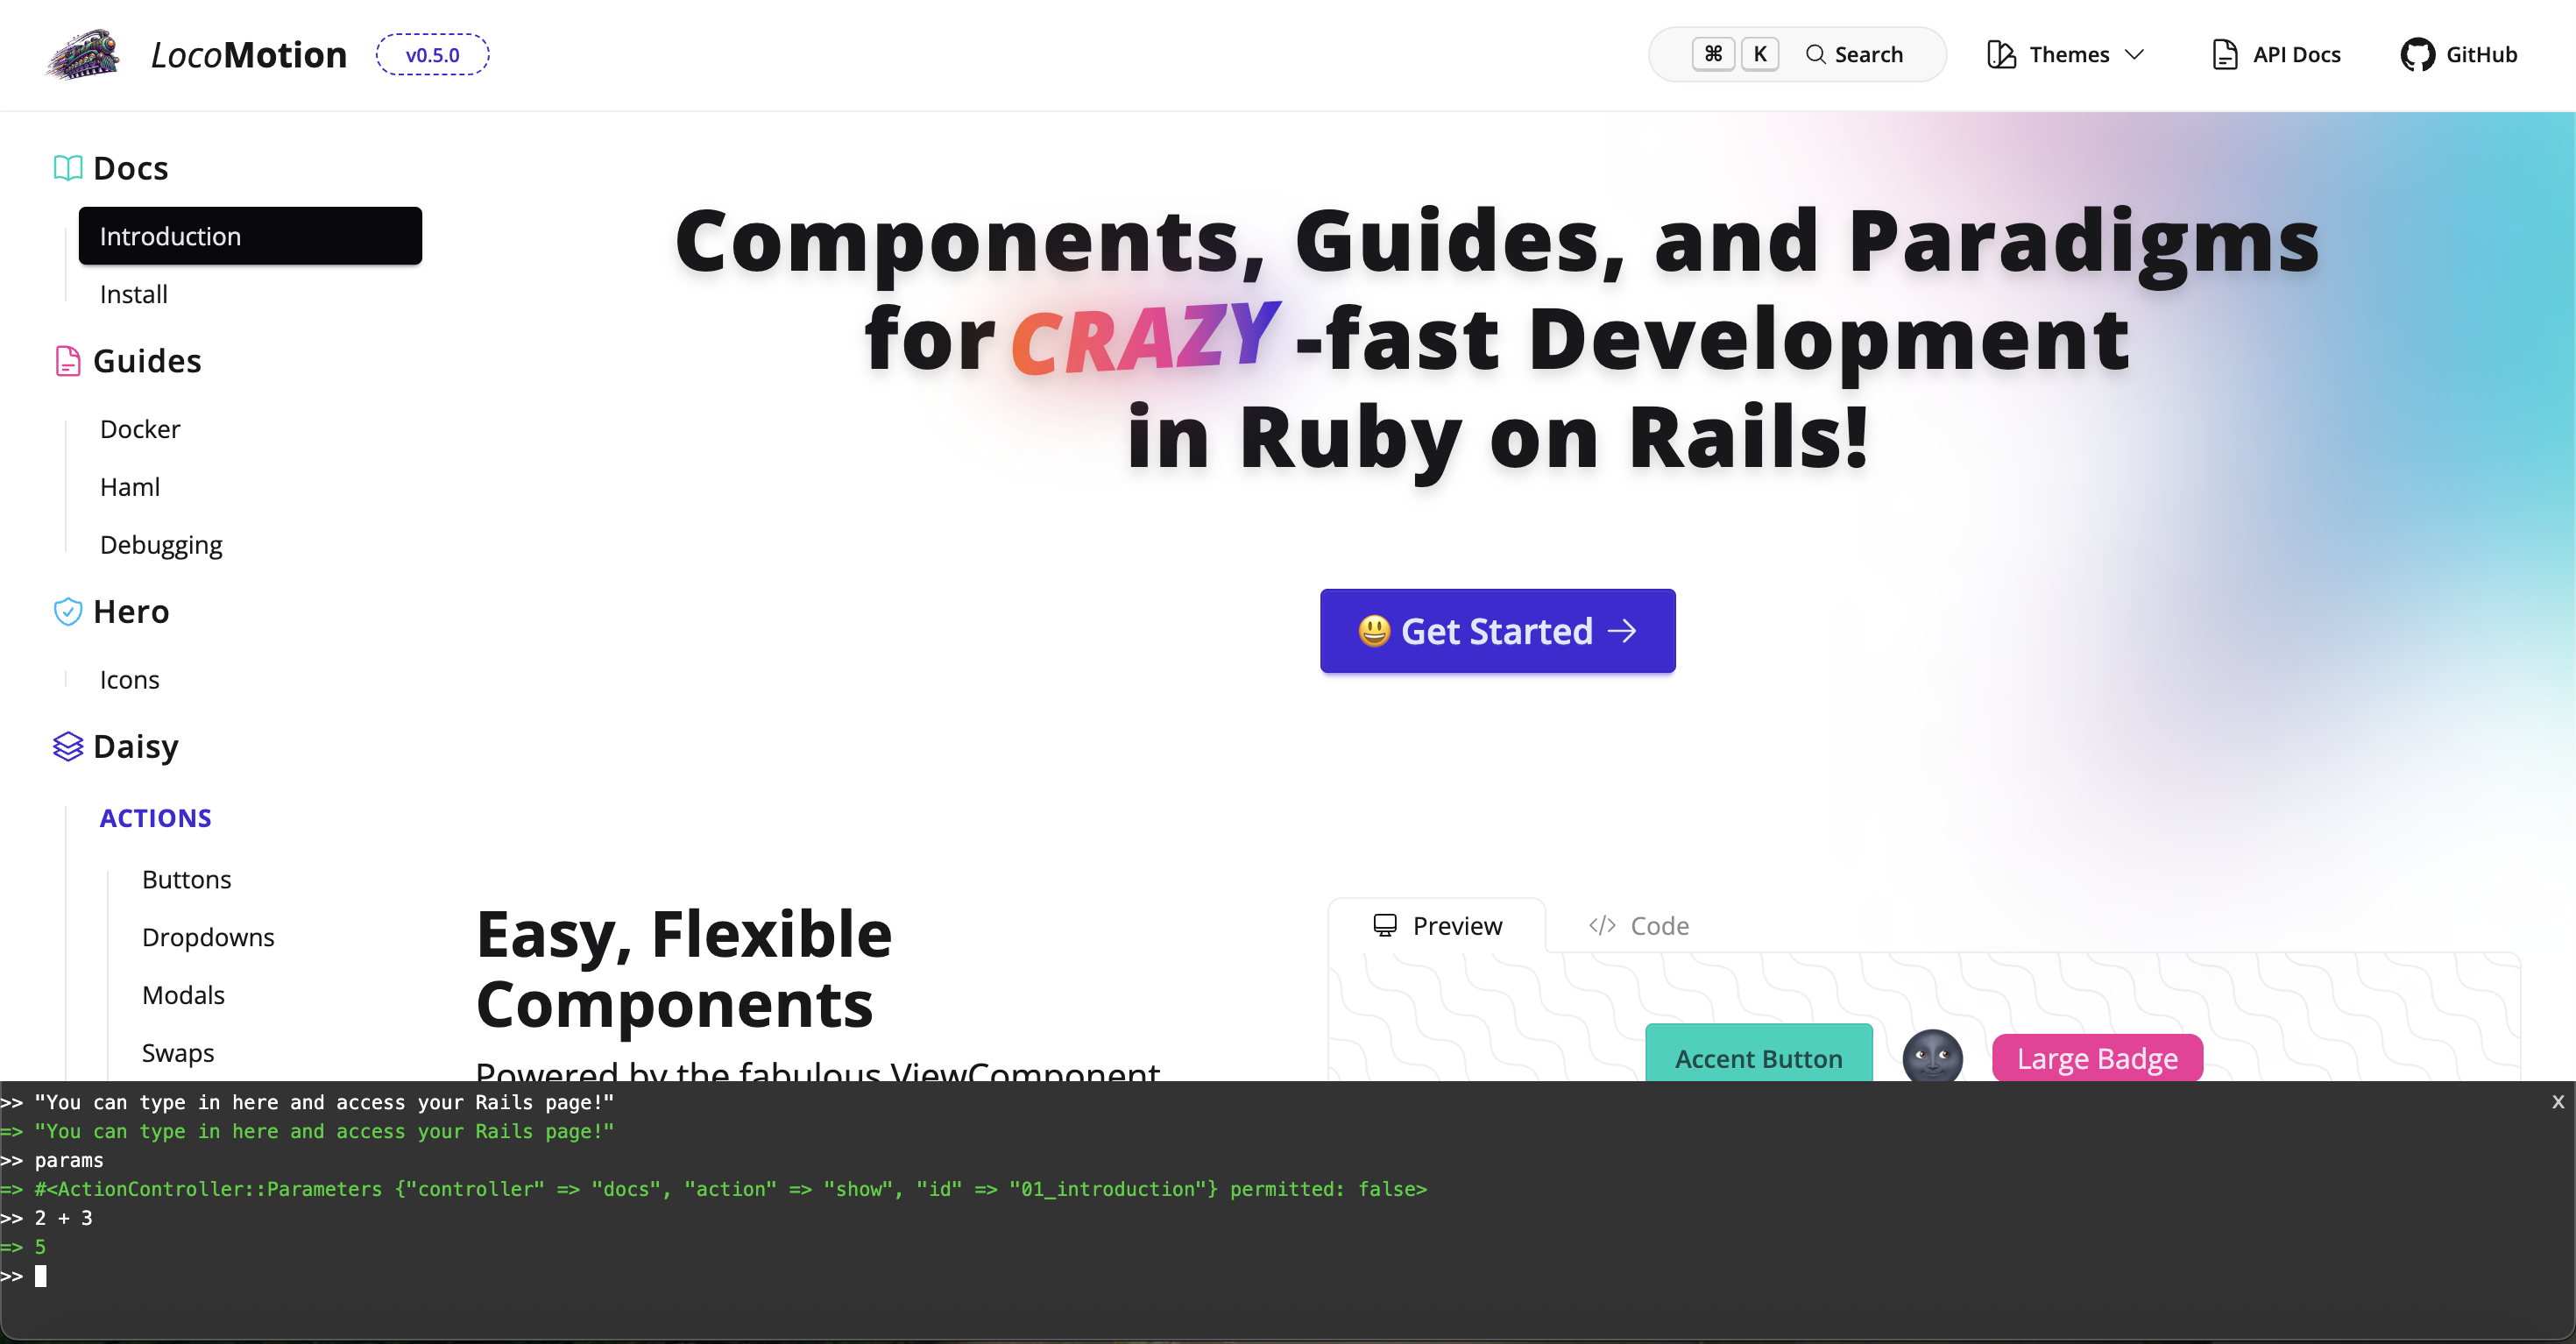 LocoMotion
v0.5.0
⌘ K Search
Themes
API Docs
GitHub
Docs
Introduction
Install
Guides
Docker
Haml
Debugging
Hero
Icons
Daisy
ACTIONS
Buttons
Dropdowns
Modals
Swaps
Components, Guides, and Paradigms
for CRAZY -fast Development
in Ruby on Rails!
😃 Get Started →
Easy, Flexible
Components
Powered by the fabulous ViewComponent
Preview
</> Code
Accent Button
Large Badge
>> "You can type in here and access your Rails page!"
=> "You can type in here and access your Rails page!"
>> params
=> #<ActionController::Parameters {"controller" => "docs", "action" => "show", "id" => "01_introduction"} permitted: false>
>> 2 + 3
=> 5
>>
x